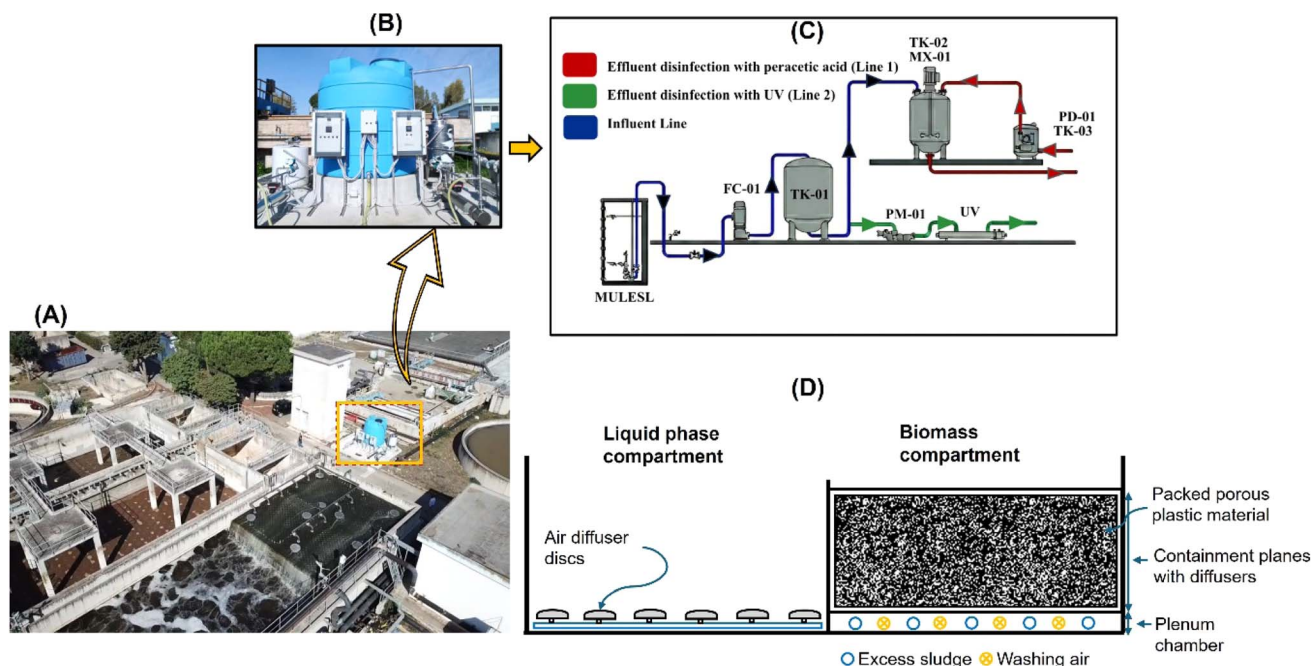 (B)
(C)
Effluent disinfection with peracetic acid (Line 1)
Effluent disinfection with UV (Line 2)
Influent Line
TK-02
MX-01
PD-01
TK-03
FC-01
TK-01
PM-01
UV
MULESL
(A)
(D)
Liquid phase
compartment
Biomass
compartment
Air diffuser
discs
Packed porous
plastic material
Containment planes
with diffusers
Plenum
chamber
Excess sludge
Washing air